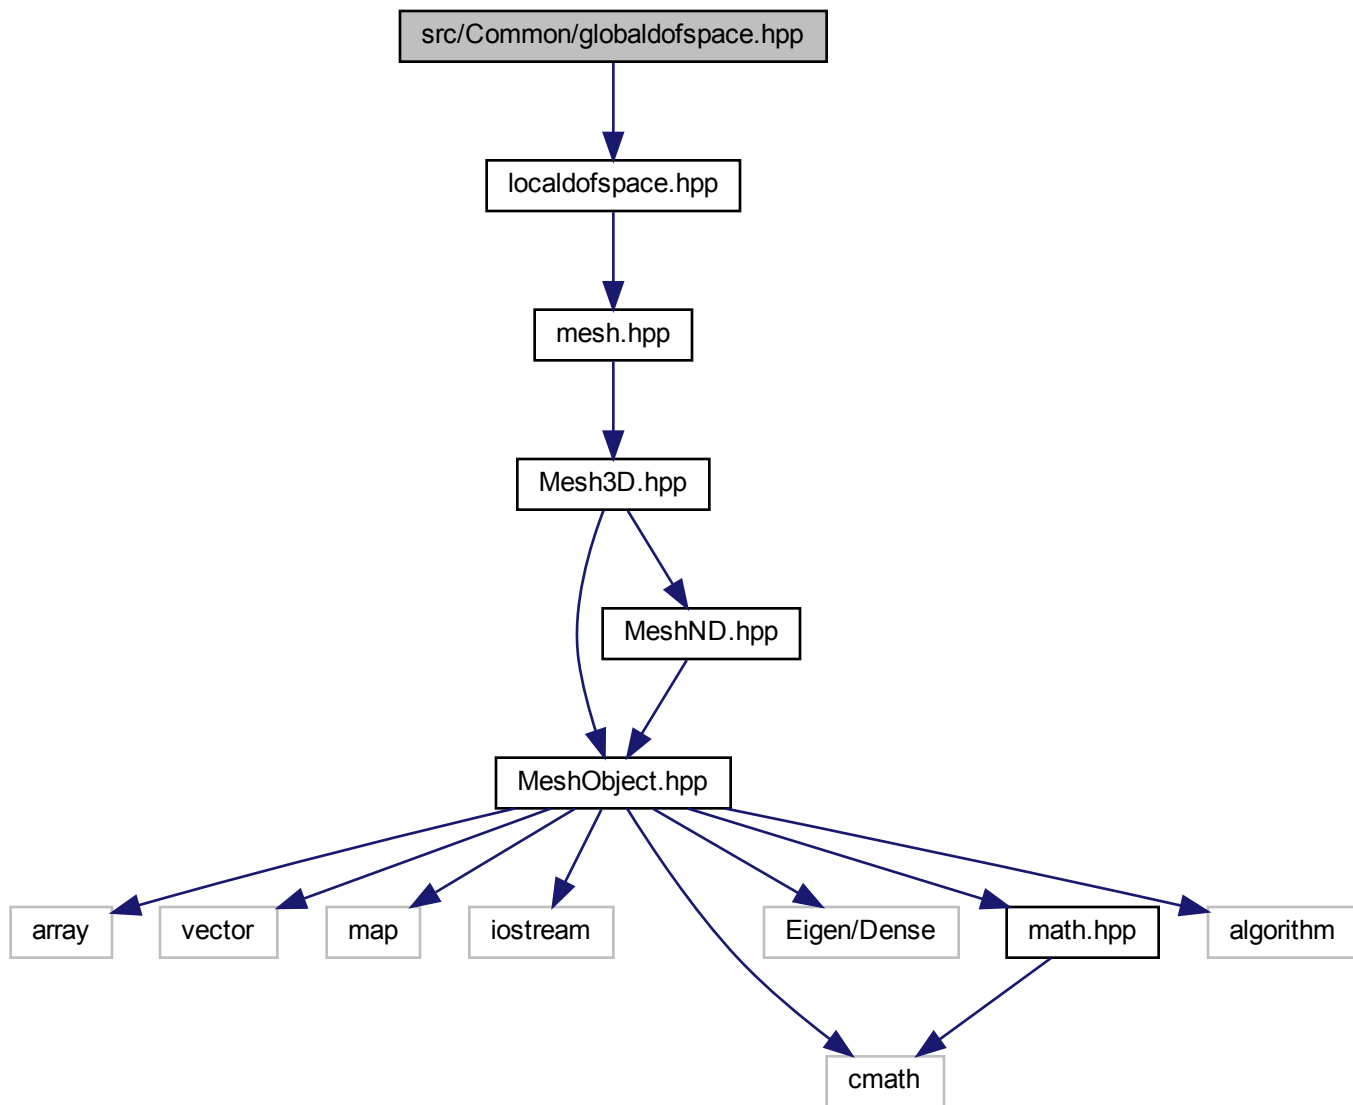 src/Common/globaldofspace.hpp
localdofspace.hpp
mesh.hpp
Mesh3D.hpp
MeshND.hpp
MeshObject.hpp
array
vector
map
iostream
Eigen/Dense
math.hpp
algorithm
cmath